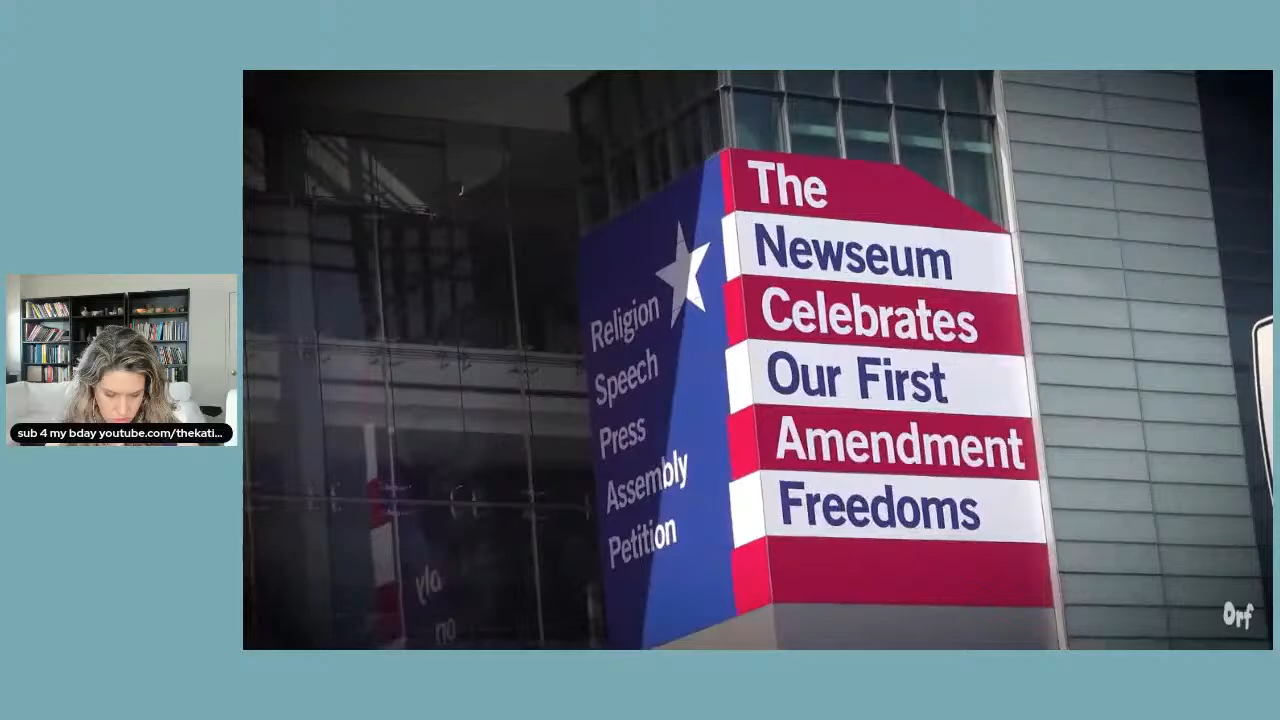 The
Newseum
Celebrates
Our First
Amendment
Freedoms
Religion
Speech
Press
Assembly
Petition
Orf
sub 4 my bday youtube.com/thekati...